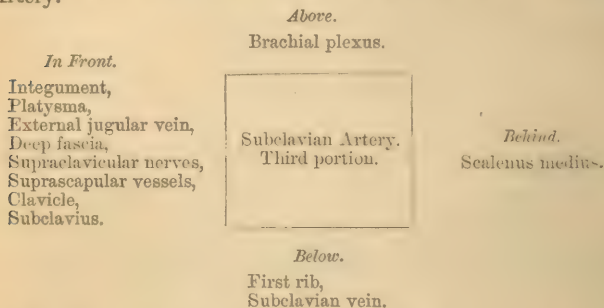 Artery.
Above.
Brachial plexus.
In Front.
Integument,
Platysma,
External jugular vein,
Deep fascia,
Supraclavicular nerves,
Suprascapular vessels,
Clavicle,
Subclavius.
Subclavian Artery.
Third portion.
Behind.
Scalenus medius.
Below.
First rib,
Subclavian vein.